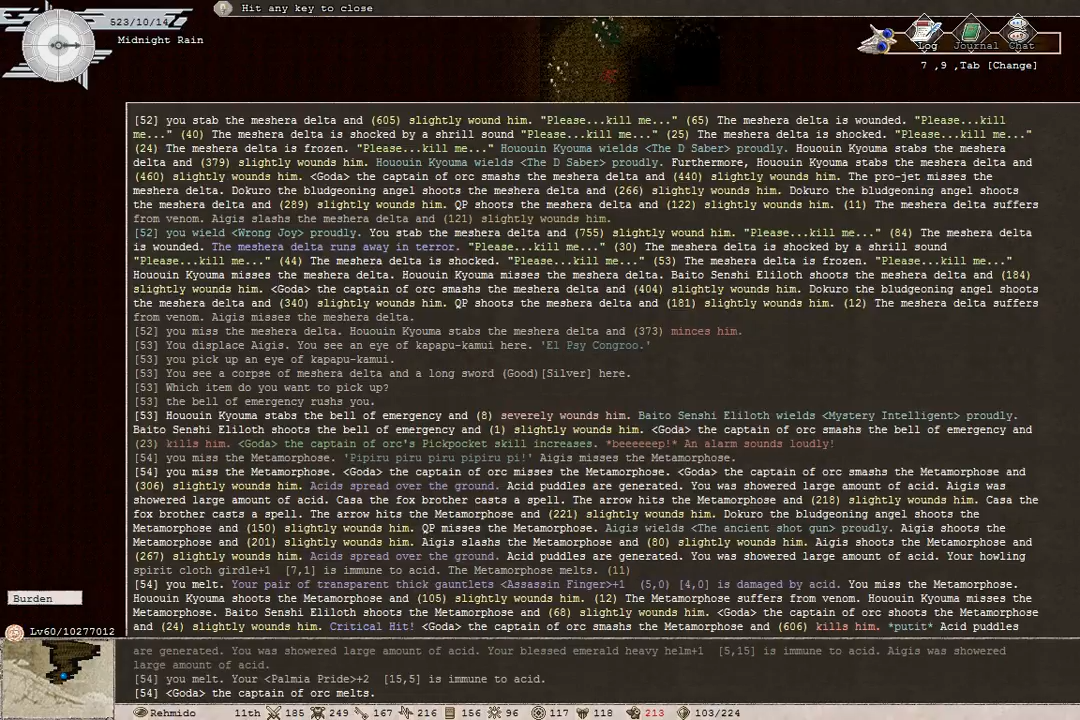 Hit any key to close
523/10/14
Midnight Rain
Log Journal Chat
7 ,9 ,Tab [Change]
[52] you stab the meshera delta and (605) slightly wound him. "Please...kill me..." (65) The meshera delta is wounded. "Please...kill
me..." (40) The meshera delta is shocked by a shrill sound "Please...kill me..." (25) The meshera delta is shocked. "Please...kill me..."
(24) The meshera delta is frozen. "Please...kill me..." Hououin Kyouma wields <The D Saber> proudly. Hououin Kyouma stabs the meshera
delta and (379) slightly wounds him. Hououin Kyouma wields <The D Saber> proudly. Furthermore, Hououin Kyouma stabs the meshera delta and
(460) slightly wounds him. <Goda> the captain of orc smashs the meshera delta and (440) slightly wounds him. The pro-jet misses the
meshera delta. Dokuro the bludgeoning angel shoots the meshera delta and (266) slightly wounds him. Dokuro the bludgeoning angel shoots
the meshera delta and (289) slightly wounds him. QP shoots the meshera delta and (122) slightly wounds him. (11) The meshera delta suffers
from venom. Aigis slashs the meshera delta and (121) slightly wounds him.
[52] you wield <Wrong Joy> proudly. You stab the meshera delta and (755) slightly wound him. "Please...kill me..." (84) The meshera delta
is wounded. The meshera delta runs away in terror. "Please...kill me..." (30) The meshera delta is shocked by a shrill sound
"Please...kill me..." (44) The meshera delta is shocked. "Please...kill me..." (53) The meshera delta is frozen. "Please...kill me..."
Hououin Kyouma misses the meshera delta. Hououin Kyouma misses the meshera delta. Baito Senshi Eliloth shoots the meshera delta and (184)
slightly wounds him. <Goda> the captain of orc smashs the meshera delta and (404) slightly wounds him. Dokuro the bludgeoning angel shoots
the meshera delta and (340) slightly wounds him. QP shoots the meshera delta and (181) slightly wounds him. (12) The meshera delta suffers
from venom. Aigis misses the meshera delta.
[52] you miss the meshera delta. Hououin Kyouma stabs the meshera delta and (373) minces him.
[53] You displace Aigis. You see an eye of kapapu-kamui here. 'El Psy Congroo.'
[53] you pick up an eye of kapapu-kamui.
[53] You see a corpse of meshera delta and a long sword (Good)[Silver] here.
[53] Which item do you want to pick up?
[53] the bell of emergency rushs you.
[53] Hououin Kyouma stabs the bell of emergency and (8) severely wounds him. Baito Senshi Eliloth wields <Mystery Intelligent> proudly.
Baito Senshi Eliloth shoots the bell of emergency and (1) slightly wounds him. <Goda> the captain of orc smashs the bell of emergency and
(23) kills him. <Goda> the captain of orc's Pickpocket skill increases. *beeeeeep!* An alarm sounds loudly!
[54] you miss the Metamorphose. 'Pipiru piru piru pipiru pi!' Aigis misses the Metamorphose.
[54] you miss the Metamorphose. <Goda> the captain of orc misses the Metamorphose. <Goda> the captain of orc smashs the Metamorphose and
(306) slightly wounds him. Acids spread over the ground. Acid puddles are generated. You was showered large amount of acid. Aigis was
showered large amount of acid. Casa the fox brother casts a spell. The arrow hits the Metamorphose and (218) slightly wounds him. Casa the
fox brother casts a spell. The arrow hits the Metamorphose and (221) slightly wounds him. Dokuro the bludgeoning angel shoots the
Metamorphose and (150) slightly wounds him. QP misses the Metamorphose. Aigis wields <The ancient shot gun> proudly. Aigis shoots the
Metamorphose and (201) slightly wounds him. Aigis slashs the Metamorphose and (80) slightly wounds him. Aigis shoots the Metamorphose and
(267) slightly wounds him. Acids spread over the ground. Acid puddles are generated. You was showered large amount of acid. Your howling
spirit cloth girdle+1 [7,1] is immune to acid. The Metamorphose melts. (11)
[54] you melt. Your pair of transparent thick gauntlets <Assassin Finger>+1 (5,0) [4,0] is damaged by acid. You miss the Metamorphose.
Hououin Kyouma shoots the Metamorphose and (105) slightly wounds him. (12) The Metamorphose suffers from venom. Hououin Kyouma misses the
Metamorphose. Baito Senshi Eliloth shoots the Metamorphose and (68) slightly wounds him. <Goda> the captain of orc shoots the Metamorphose
and (24) slightly wounds him. Critical Hit! <Goda> the captain of orc smashs the Metamorphose and (606) kills him. *putit* Acid puddles
Burden
Lv60/10277012
are generated. You was showered large amount of acid. Your blessed emerald heavy helm+1 [5,15] is immune to acid. Aigis was showered
large amount of acid.
[54] you melt. Your <Palmia Pride>+2 [15,5] is immune to acid.
[54] <Goda> the captain of orc melts.
Rehmido 11th 185 249 167 216 156 96 117 118 213 103/224